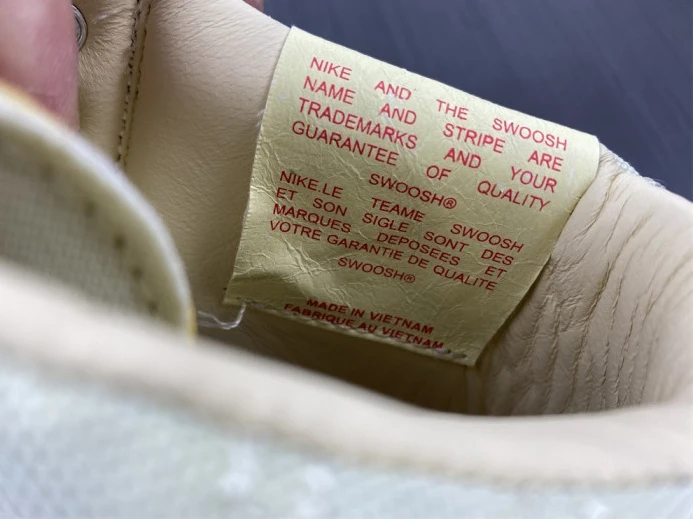 NIKE AND THE SWOOSH
NAME AND STRIPE ARE
TRADEMARKS AND YOUR
GUARANTEE OF QUALITY
SWOOSH®
NIKE.LE TEAME SWOOSH
ET SON SIGLE SONT DES
MARQUES DEPOSEES ET
VOTRE GARANTIE DE QUALITE
SWOOSH®
MADE IN VIETNAM
FABRIQUE AU VIETNAM